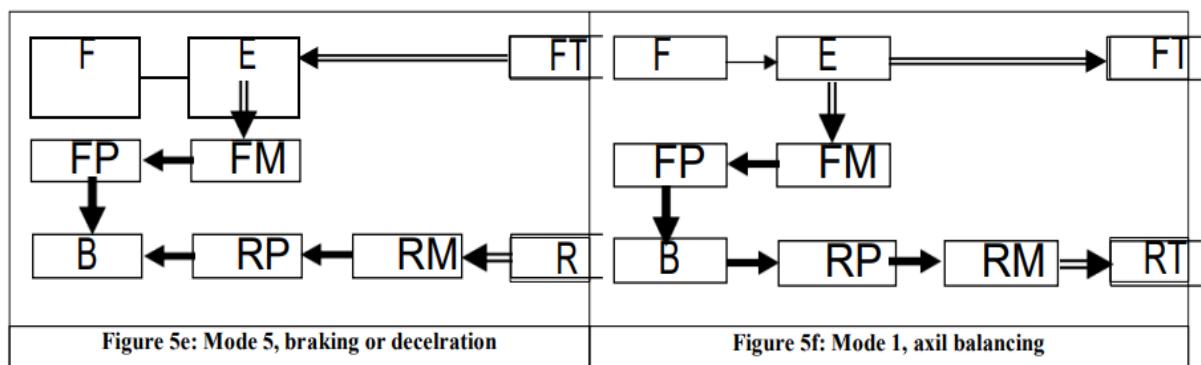 F E FT
FP FM
B RP RM R
Figure 5e: Mode 5, braking or decelration
F E FT
FP FM
B RP RM RT
Figure 5f: Mode 1, axil balancing